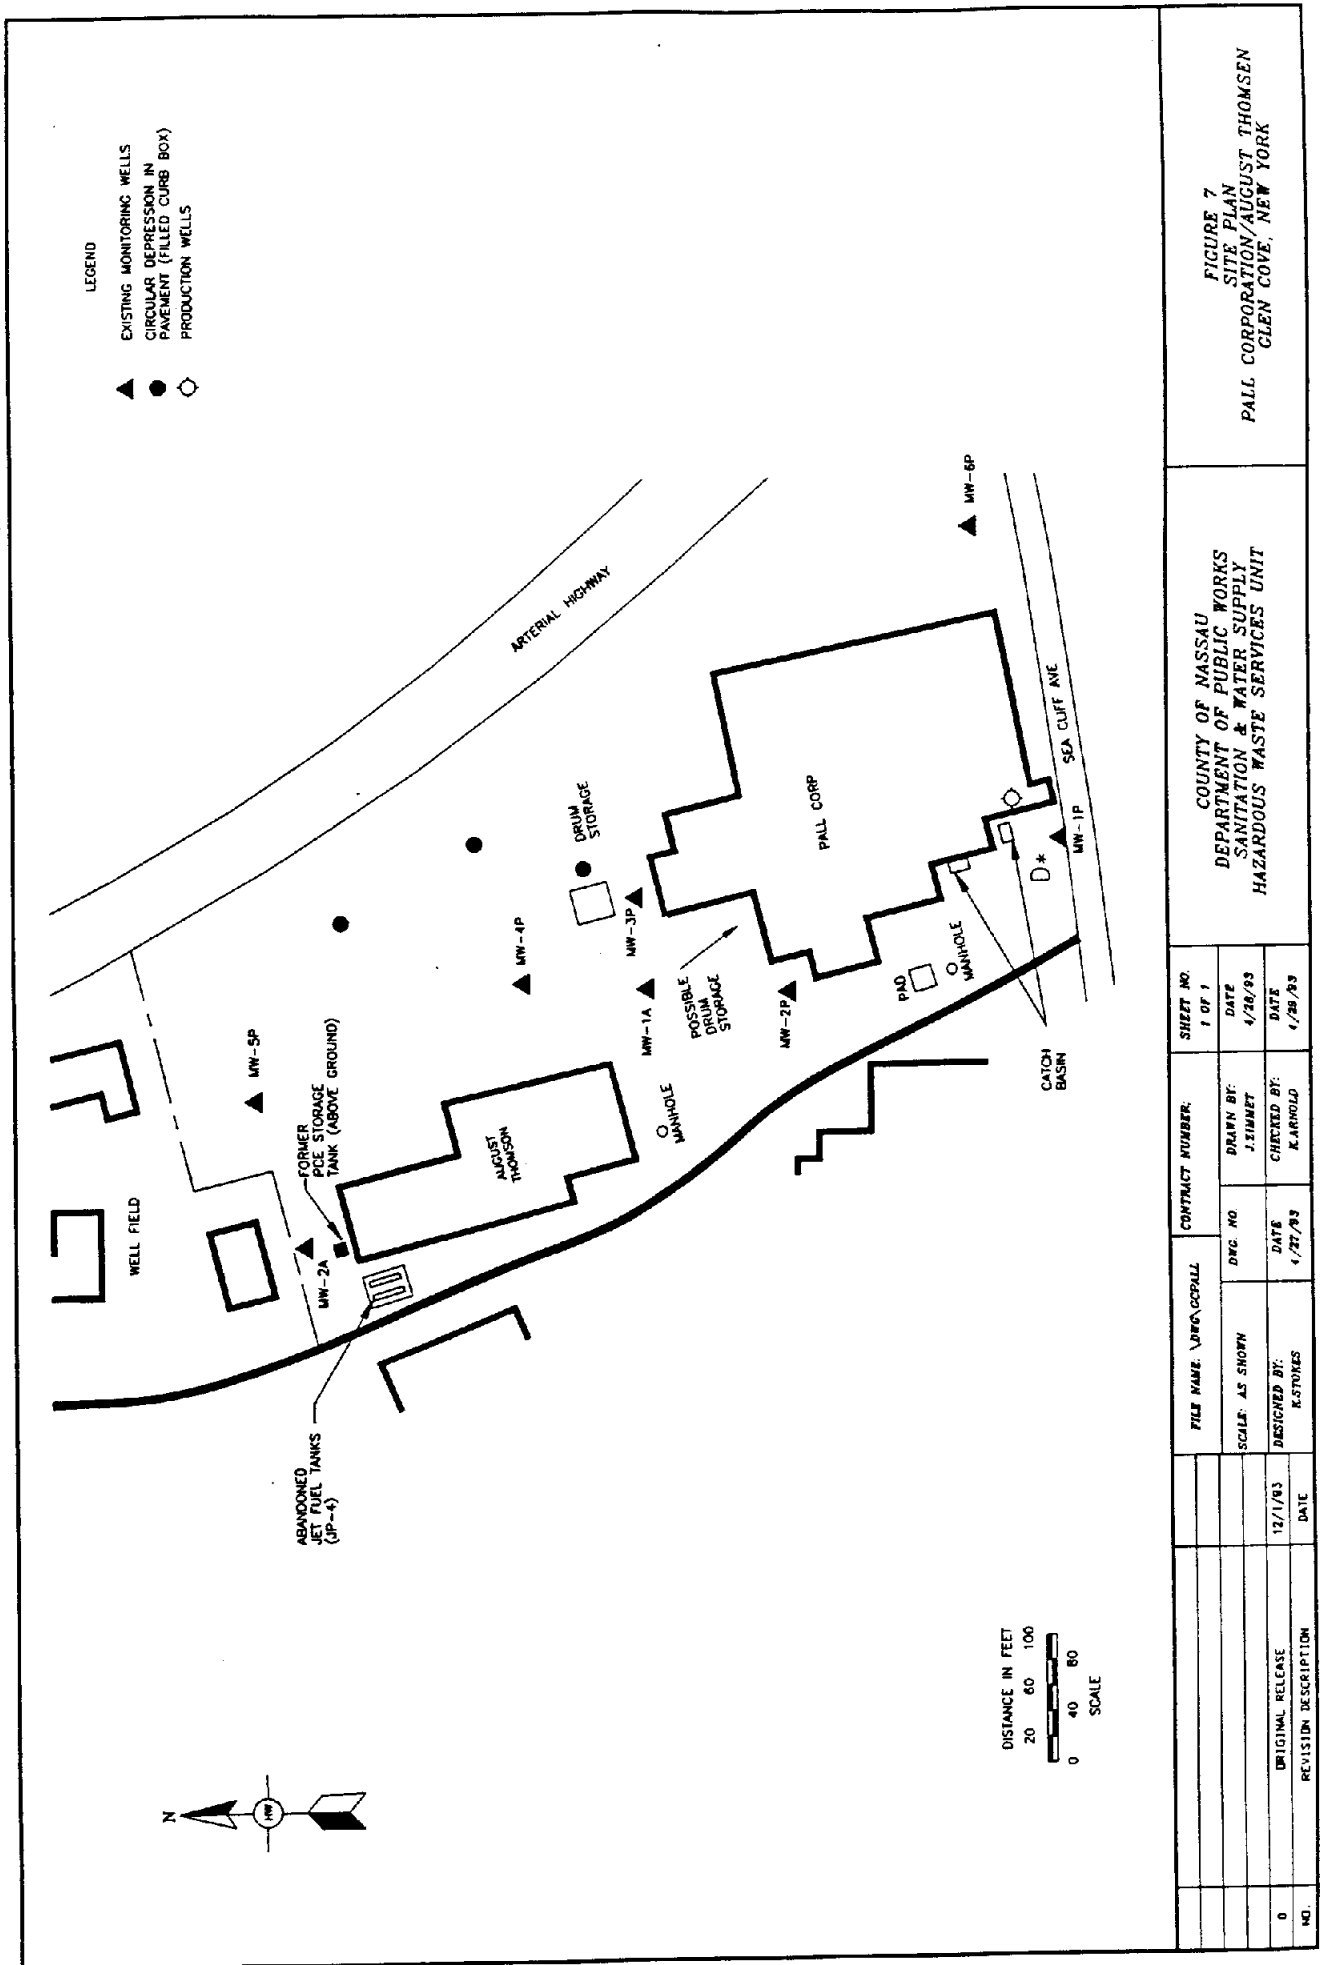 LEGEND
EXISTING MONITORING WELLS
CIRCULAR DEPRESSION IN
PAVEMENT (FILLED CURB BOX)
PRODUCTION WELLS
N
HW
ARTERIAL HIGHWAY
WELL FIELD
MW-5P
MW-2A
FORMER
PCE STORAGE
TANK (ABOVE GROUND)
ABANDONED
JET FUEL TANKS
(JP-4)
AUGUST
THOMSON
MANHOLE
MW-4P
DRUM
STORAGE
MW-3P
MW-1A
POSSIBLE
DRUM
STORAGE
MW-2P
PALL CORP
PAD
MANHOLE
CATCH
BASIN
D*
MW-1P
SEA CLIFF AVE
MW-6P
DISTANCE IN FEET
20 60 100
0 40 80
SCALE
0
ORIGINAL RELEASE
12/1/93
NO.
REVISION DESCRIPTION
DATE
FILE NAME: \DWG\GCPALL
CONTRACT NUMBER:
SHEET NO.
1 OF 1
SCALE: AS SHOWN
DWG. NO.
DRAWN BY:
J.ZIMMET
DATE
4/28/93
DESIGNED BY:
K.STOKES
DATE
4/27/93
CHECKED BY:
K.ARNOLD
DATE
4/28/93
COUNTY OF NASSAU
DEPARTMENT OF PUBLIC WORKS
SANITATION & WATER SUPPLY
HAZARDOUS WASTE SERVICES UNIT
FIGURE 7
SITE PLAN
PALL CORPORATION/AUGUST THOMSEN
GLEN COVE, NEW YORK